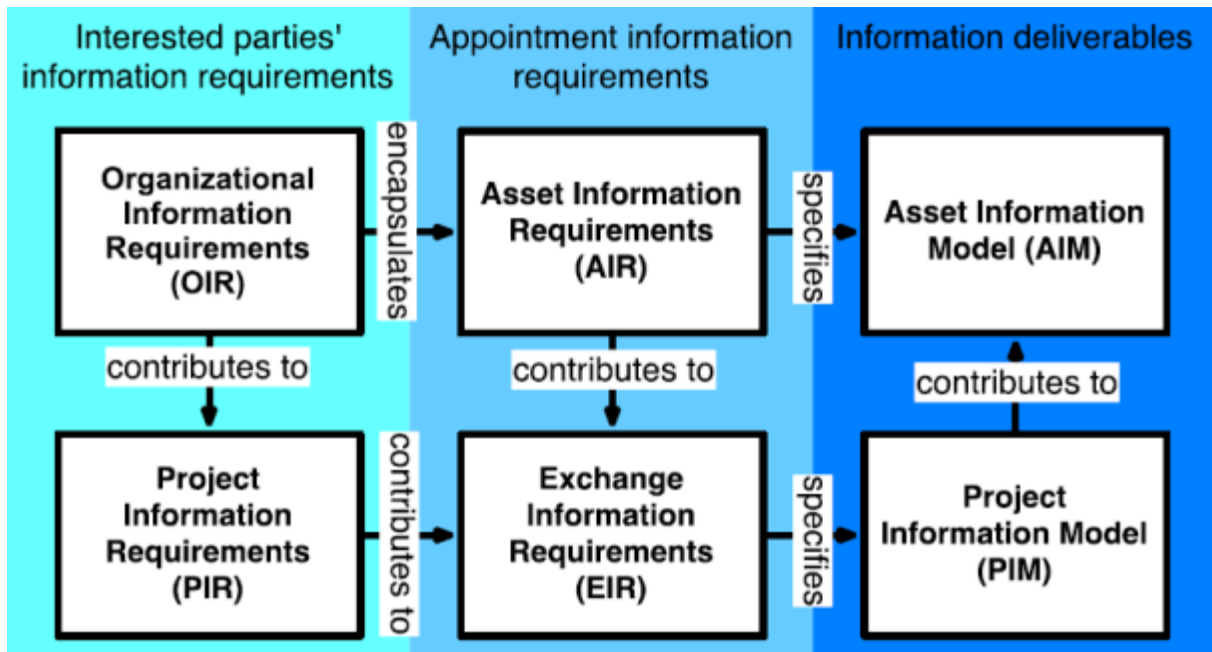 Interested parties'
information requirements
Appointment information
requirements
Information deliverables
Organizational
Information
Requirements
(OIR)
encapsulates
Asset Information
Requirements
(AIR)
specifies
Asset Information
Model (AIM)
contributes to
contributes to
contributes to
Project
Information
Requirements
(PIR)
contributes to
Exchange
Information
Requirements
(EIR)
specifies
Project
Information Model
(PIM)